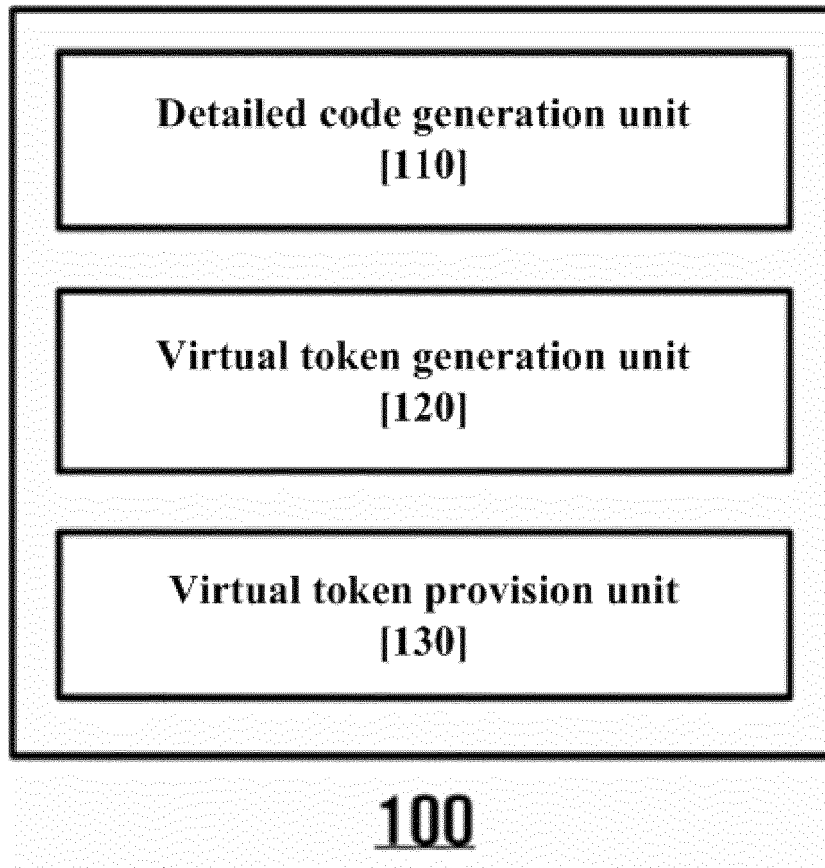 Detailed code generation unit
[110]
Virtual token generation unit
[120]
Virtual token provision unit
[130]
100